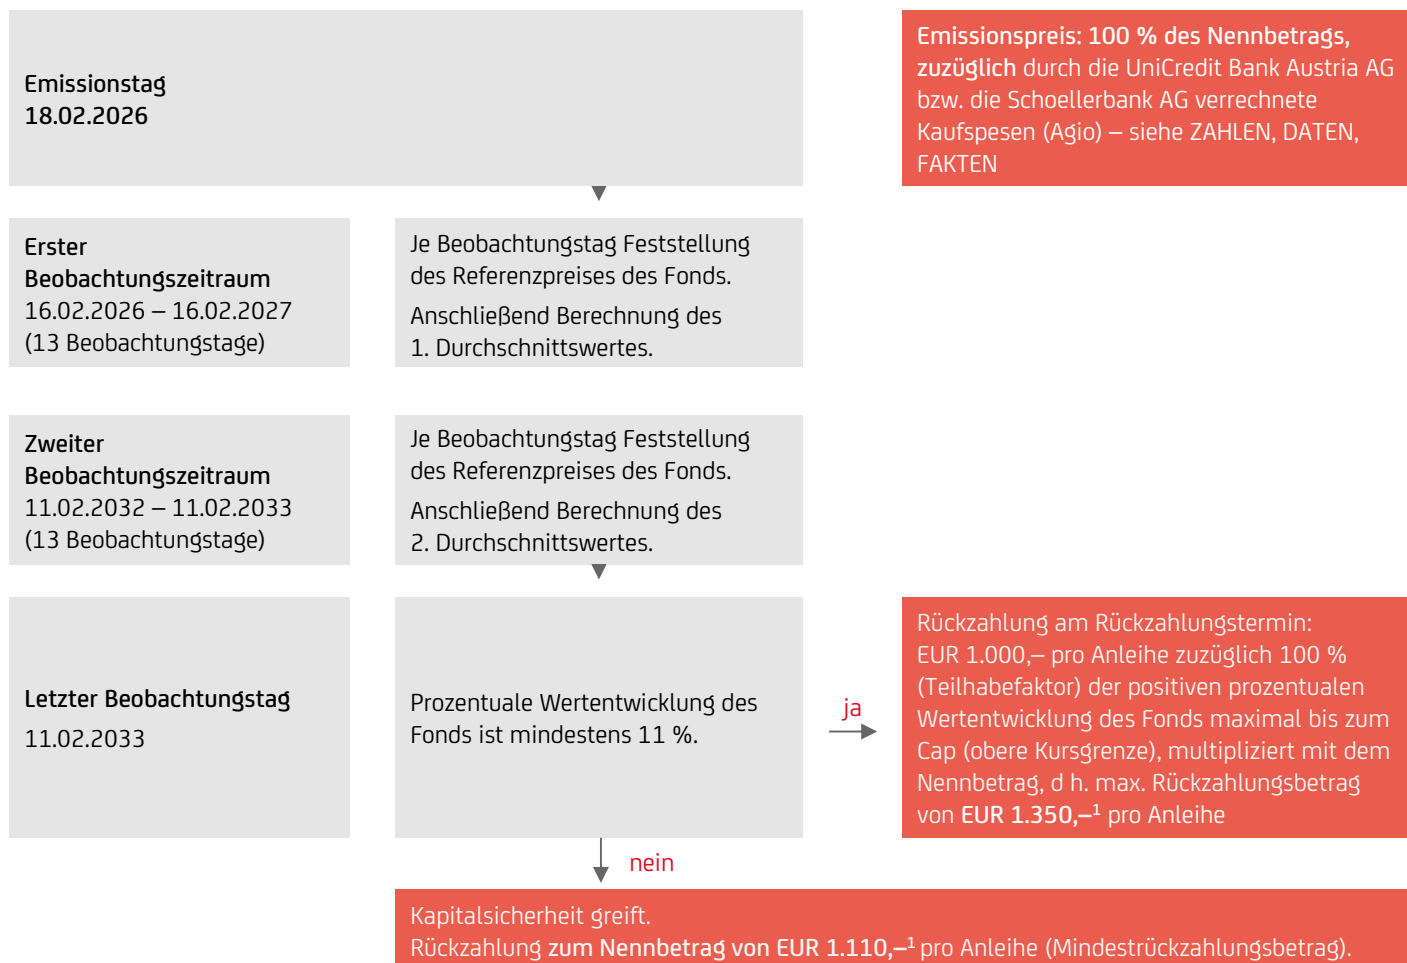 Emissionstag
18.02.2026
Emissionspreis: 100 % des Nennbetrags,
zuzüglich durch die UniCredit Bank Austria AG
bzw. die Schoellerbank AG verrechnete
Kaufspesen (Agio) – siehe ZAHLEN, DATEN,
FAKTEN
Erster
Beobachtungszeitraum
16.02.2026 – 16.02.2027
(13 Beobachtungstage)
Je Beobachtungstag Feststellung
des Referenzpreises des Fonds.
Anschließend Berechnung des
1. Durchschnittswertes.
Zweiter
Beobachtungszeitraum
11.02.2032 – 11.02.2033
(13 Beobachtungstage)
Je Beobachtungstag Feststellung
des Referenzpreises des Fonds.
Anschließend Berechnung des
2. Durchschnittswertes.
Letzter Beobachtungstag
11.02.2033
Prozentuale Wertentwicklung des
Fonds ist mindestens 11 %.
ja
Rückzahlung am Rückzahlungstermin:
EUR 1.000,– pro Anleihe zuzüglich 100 %
(Teilhabefaktor) der positiven prozentualen
Wertentwicklung des Fonds maximal bis zum
Cap (obere Kursgrenze), multipliziert mit dem
Nennbetrag, d h. max. Rückzahlungsbetrag
von EUR 1.350,–¹ pro Anleihe
nein
Kapitalsicherheit greift.
Rückzahlung zum Nennbetrag von EUR 1.110,–¹ pro Anleihe (Mindestrückzahlungsbetrag).